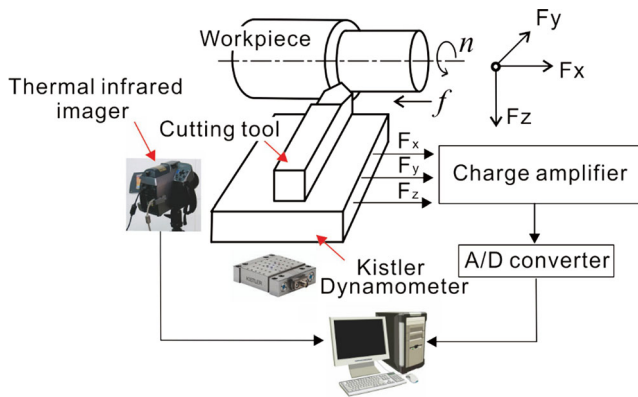 Workpiece
n
Fy
Fx
Fz
f
Thermal infrared
imager
Cutting tool
Fx
Fy
Fz
Charge amplifier
A/D converter
Kistler
Dynamometer